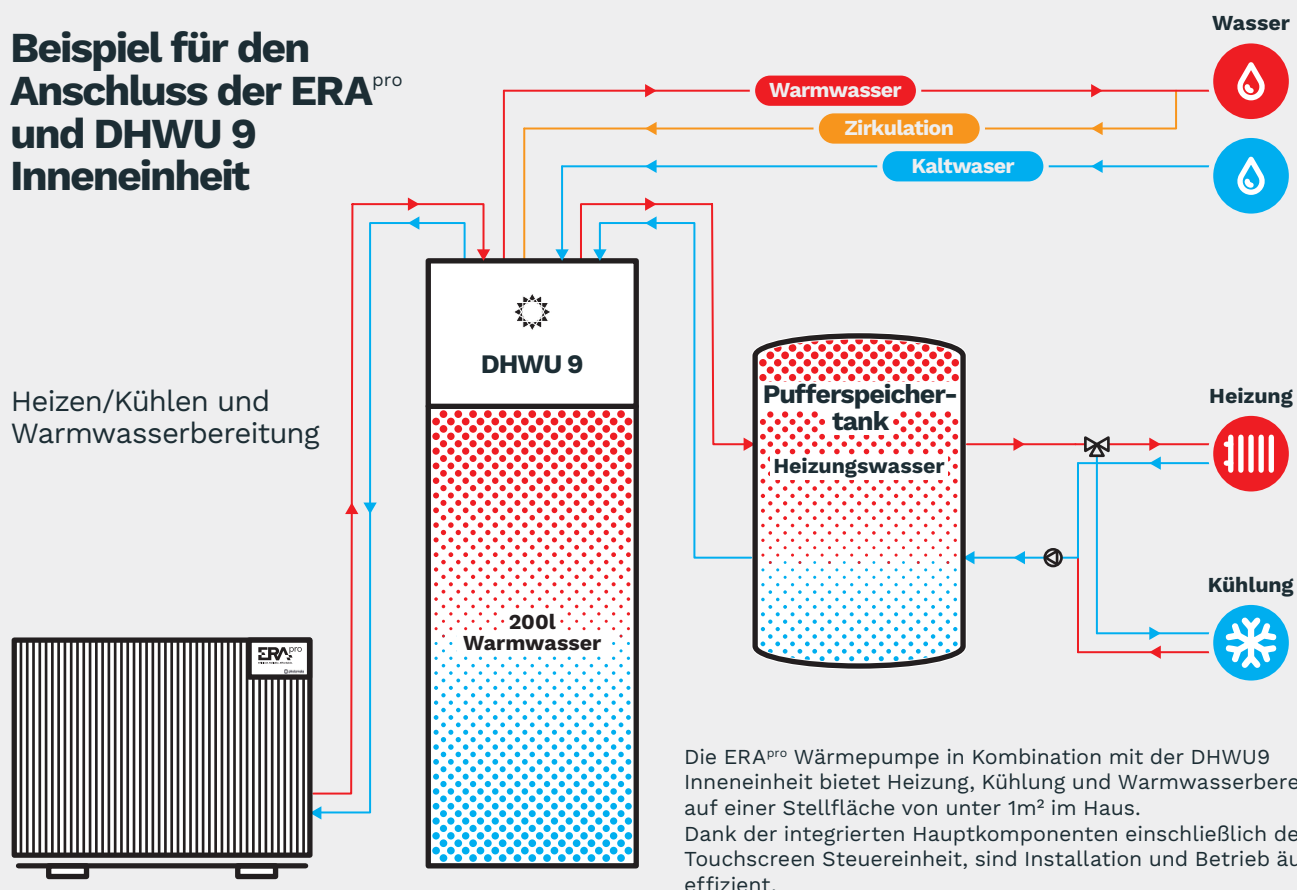 Beispiel für den
Anschluss der ERApro
und DHWU 9
Inneneinheit
Heizen/Kühlen und
Warmwasserbereitung
Wasser
Warmwasser
Zirkulation
Kaltwaser
DHWU 9
200l
Warmwasser
Pufferspeicher-
tank
Heizungswasser
Heizung
Kühlung
ERA pro
Die ERApro Wärmepumpe in Kombination mit der DHWU9
Inneneinheit bietet Heizung, Kühlung und Warmwasserbere
auf einer Stellfläche von unter 1m² im Haus.
Dank der integrierten Hauptkomponenten einschließlich de
Touchscreen Steuereinheit, sind Installation und Betrieb äu
effizient.